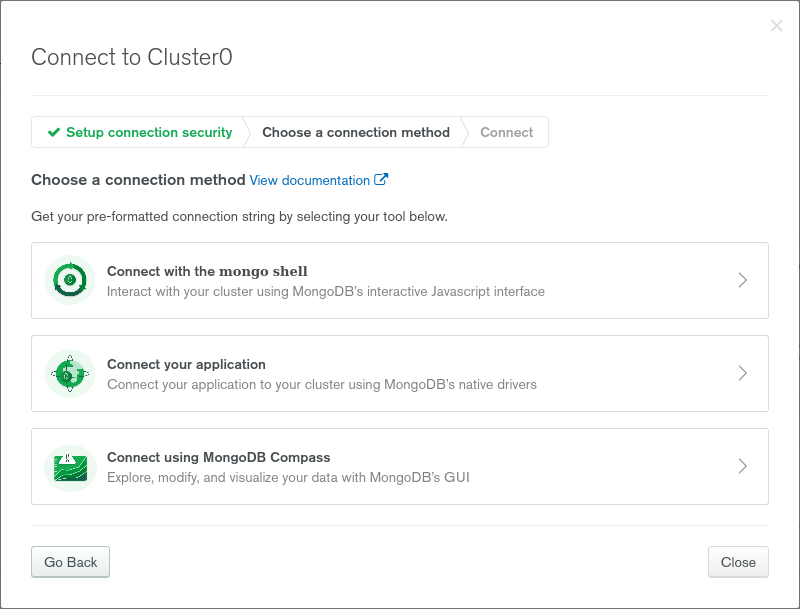 Connect to Cluster0
Setup connection security
Choose a connection method
Connect
Choose a connection method View documentation
Get your pre-formatted connection string by selecting your tool below.
Connect with the mongo shell
Interact with your cluster using MongoDB's interactive Javascript interface
Connect your application
Connect your application to your cluster using MongoDB's native drivers
Connect using MongoDB Compass
Explore, modify, and visualize your data with MongoDB's GUI
Go Back
Close